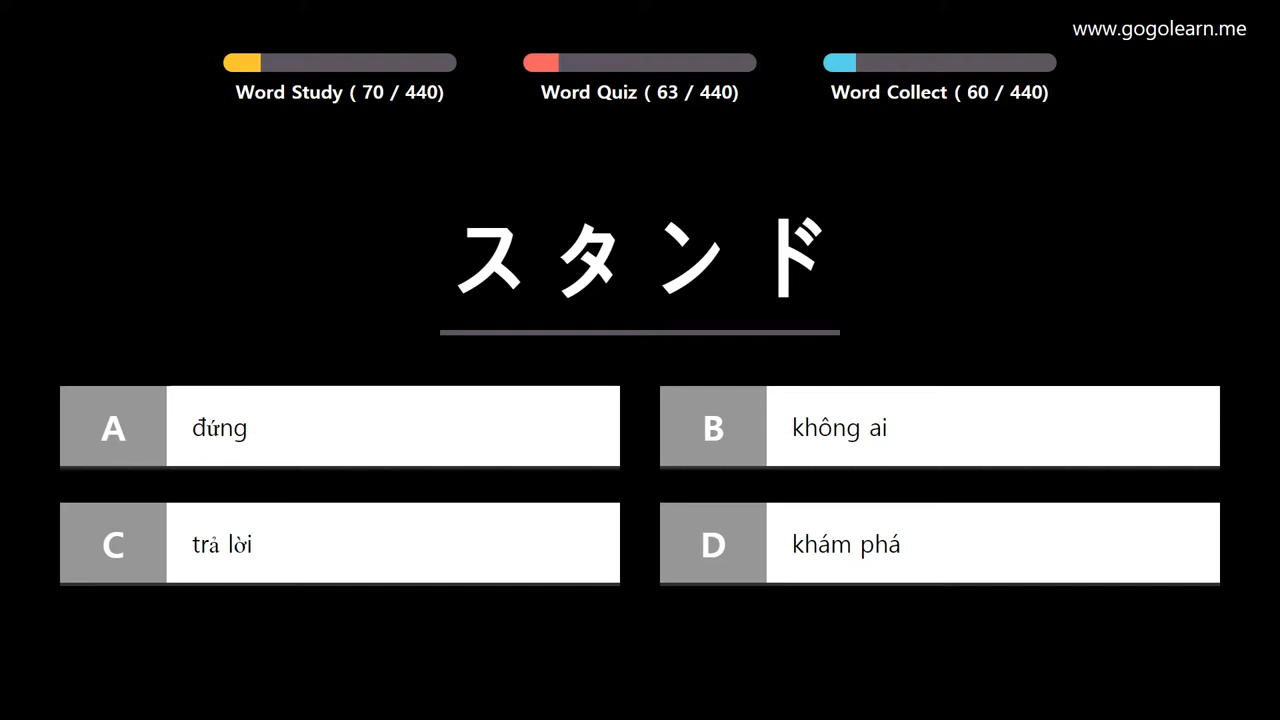 www.gogolearn.me
Word Study ( 70 / 440)
Word Quiz ( 63 / 440)
Word Collect ( 60 / 440)
スタンド
A đứng
B không ai
C trả lời
D khám phá